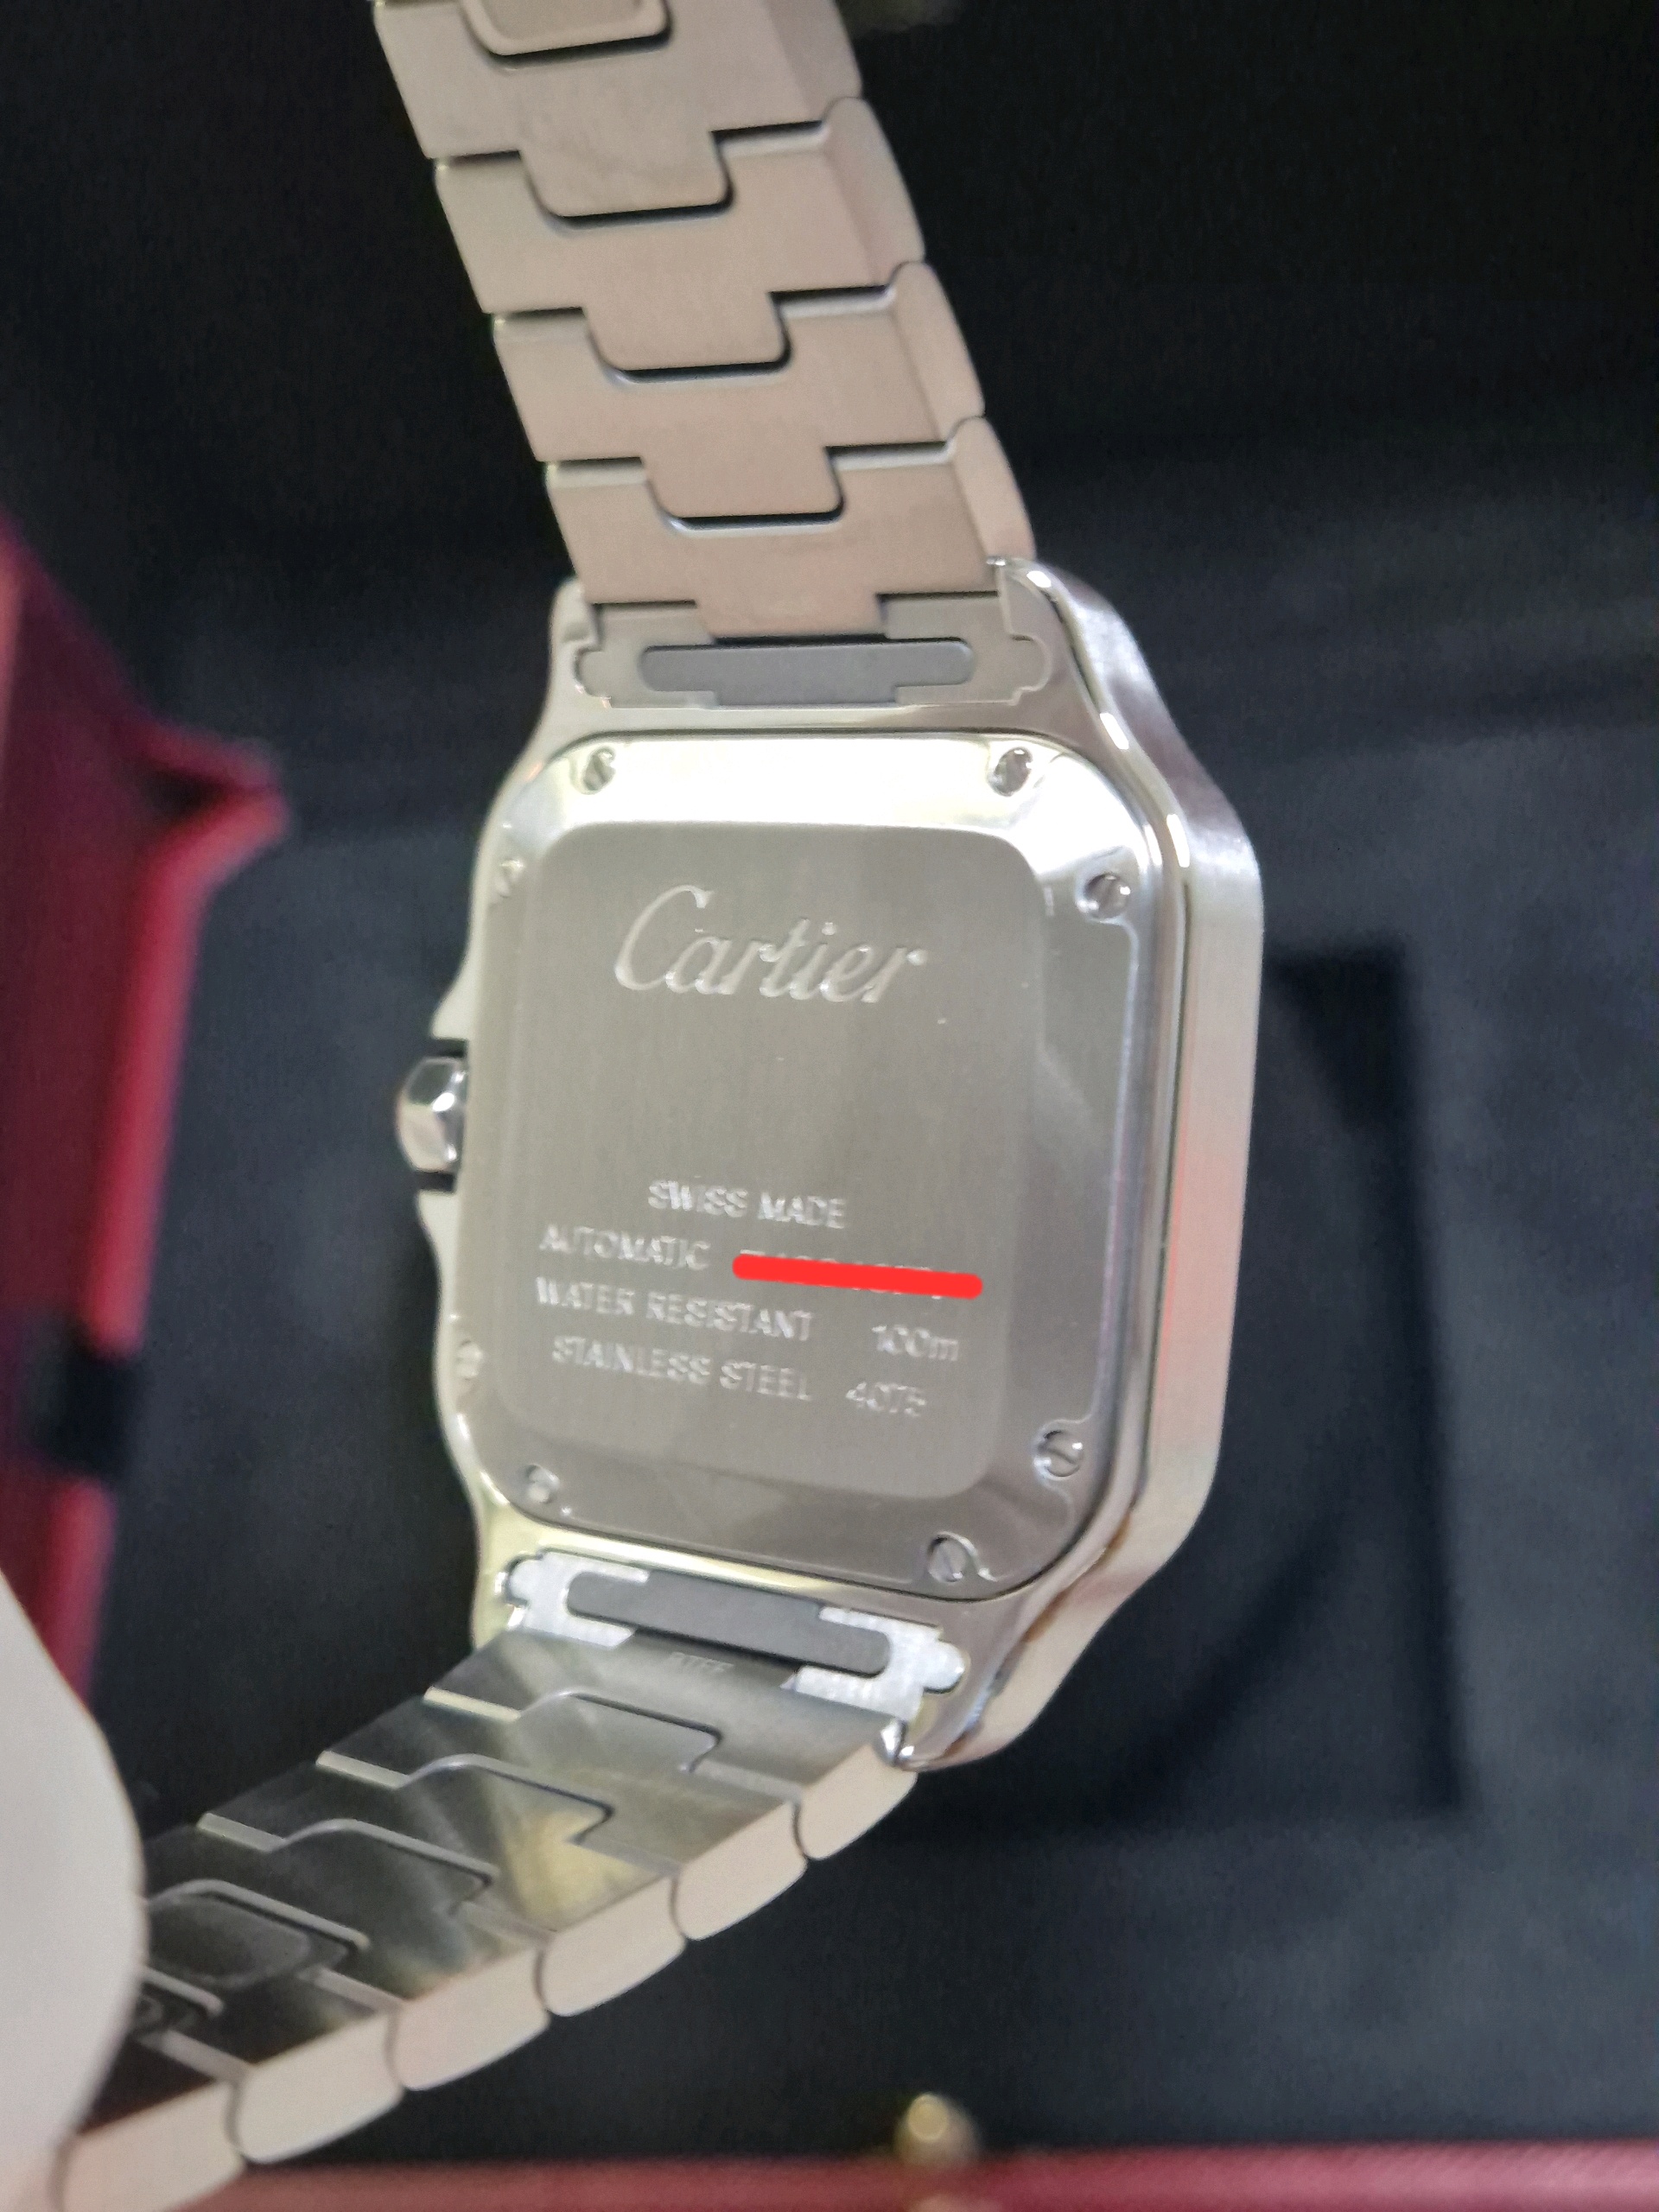 Cartier
SWISS MADE
AUTOMATIC
WATER RESISTANT 100m
STAINLESS STEEL 4075